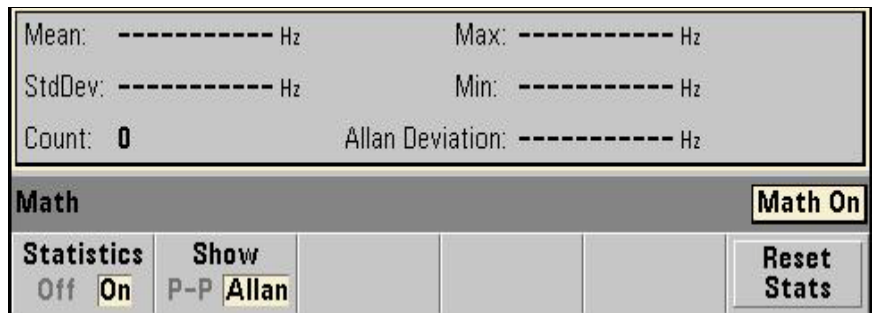 Mean: ----------- Hz Max: ----------- Hz
StdDev: ----------- Hz Min: ----------- Hz
Count: 0 Allan Deviation: ----------- Hz
Math Math On
Statistics Show Reset
Off On P-P Allan Stats